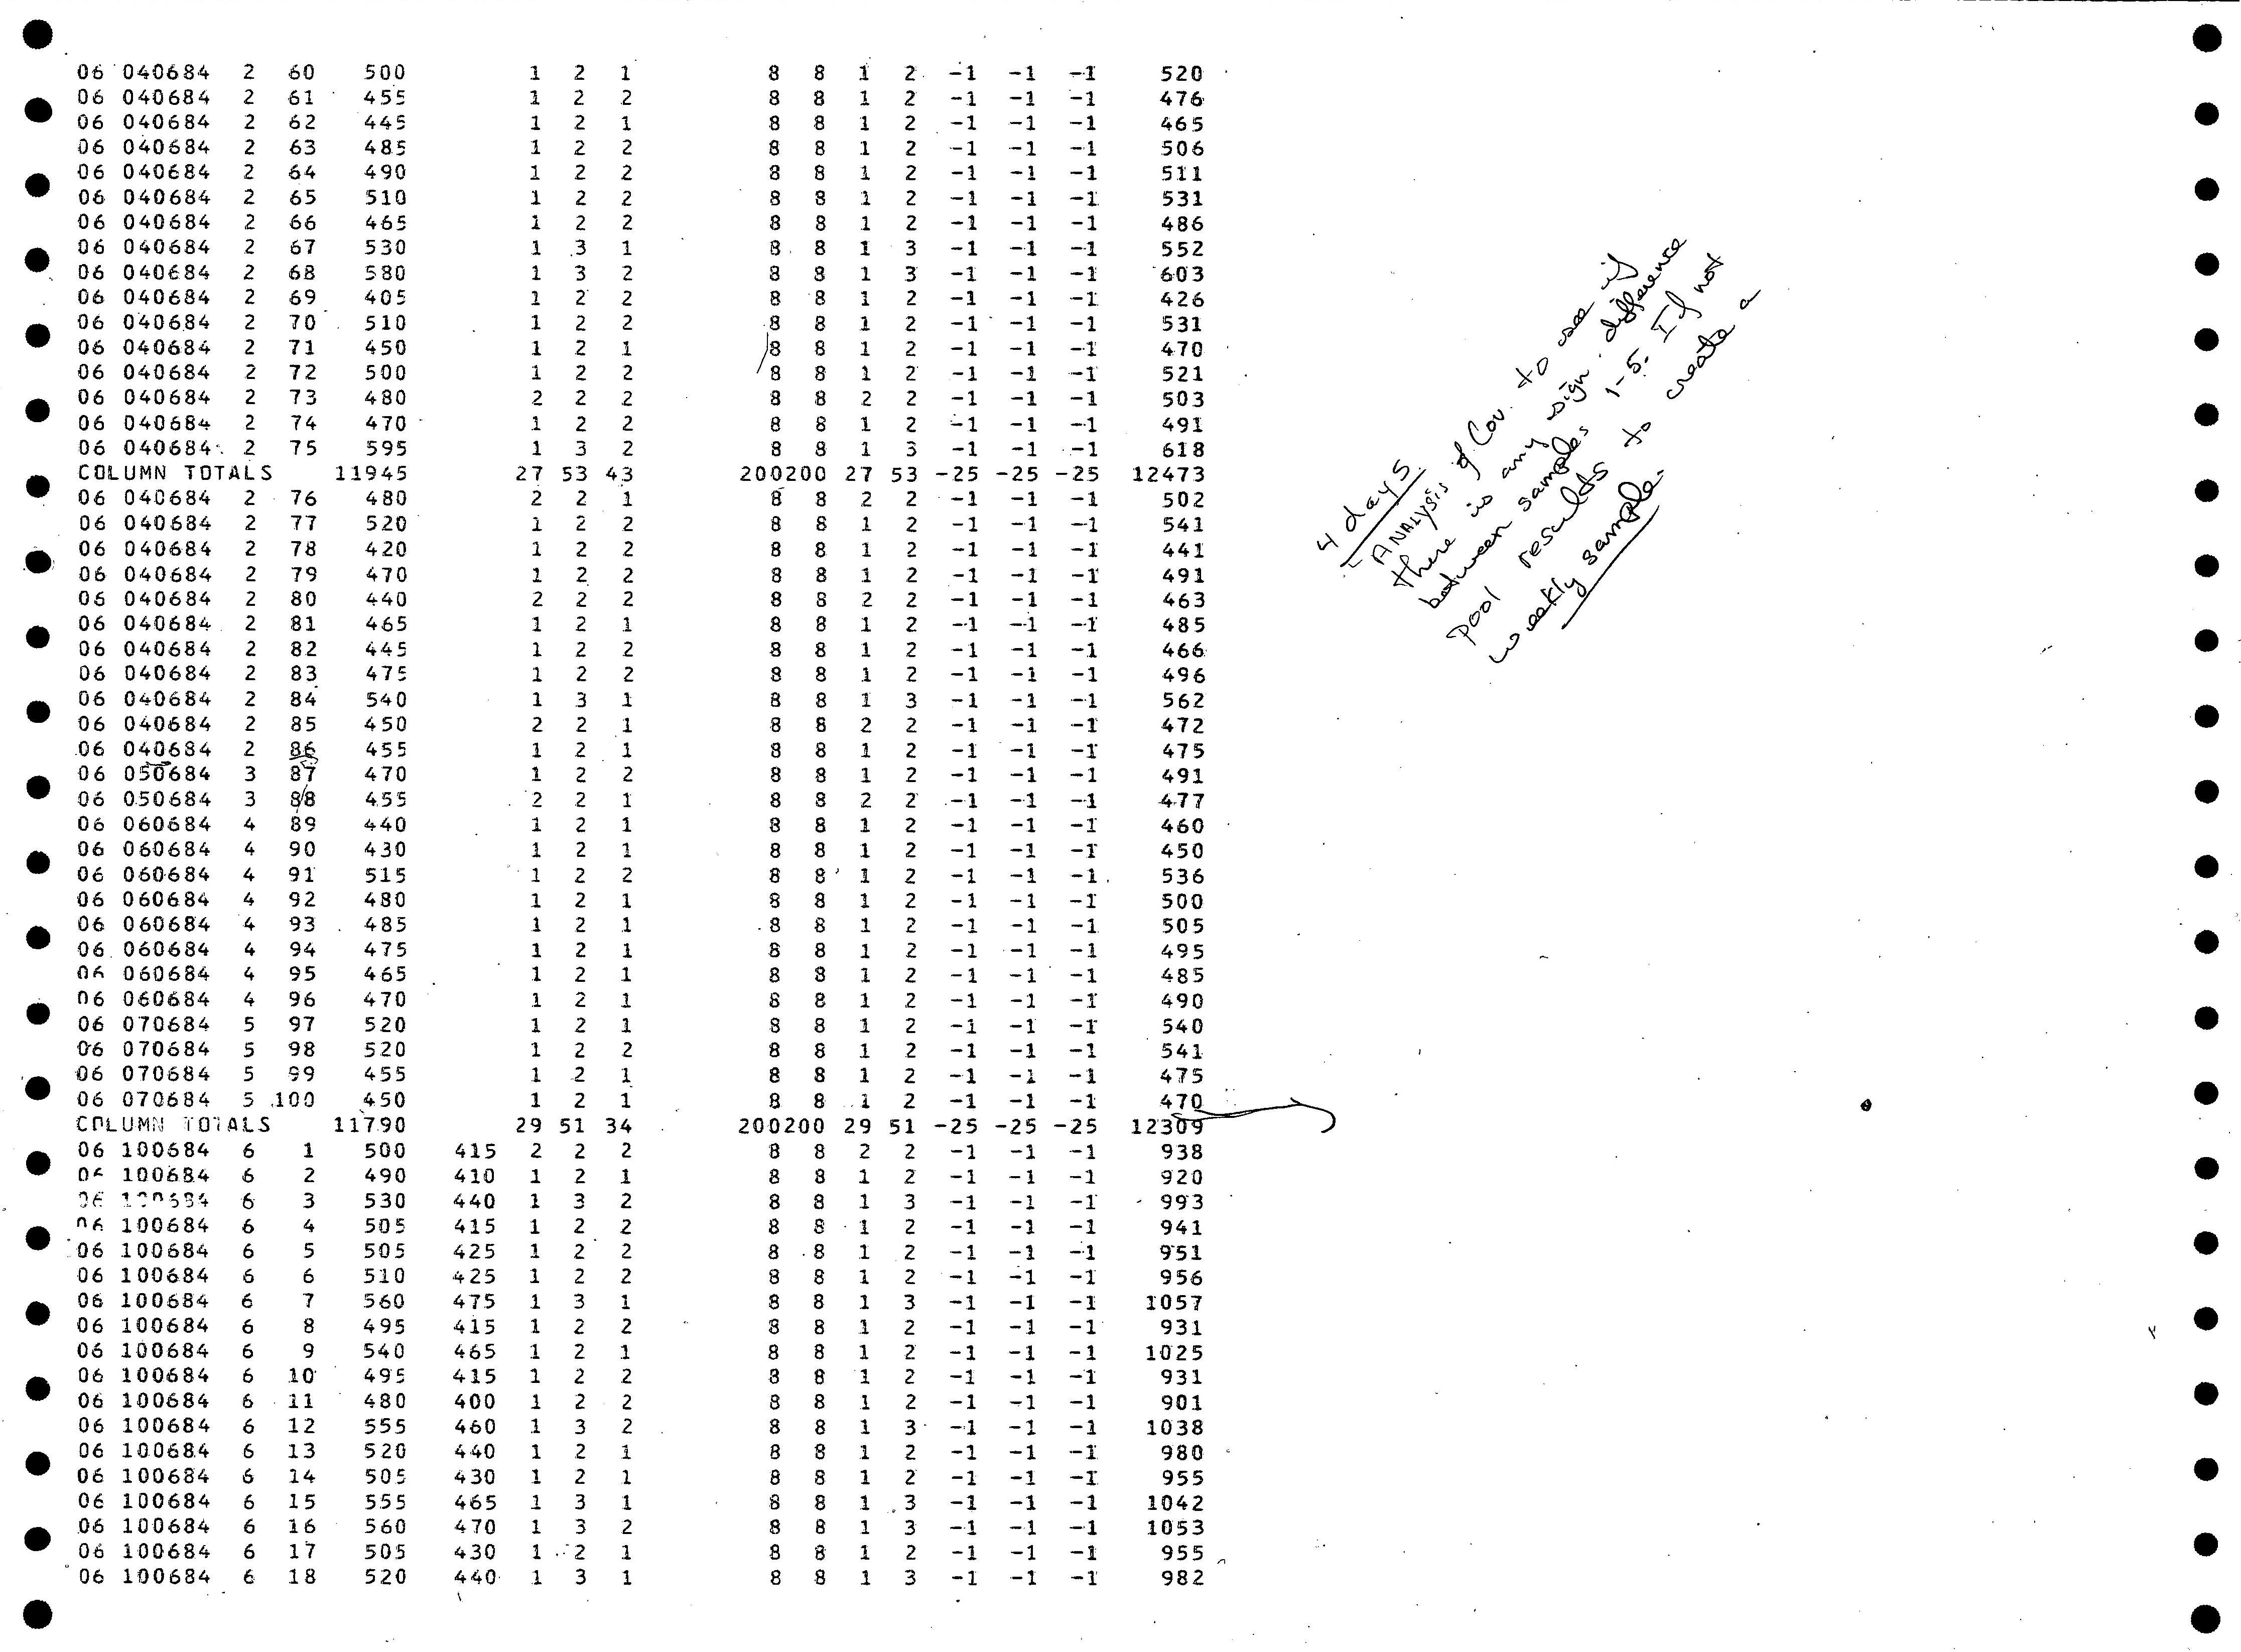 06 040684 2 60 500 1 2 1 8 8 1 2 -1 -1 -1 520
06 040684 2 61 455 1 2 2 8 8 1 2 -1 -1 -1 476
06 040684 2 62 445 1 2 1 8 8 1 2 -1 -1 -1 465
06 040684 2 63 485 1 2 2 8 8 1 2 -1 -1 -1 506
06 040684 2 64 490 1 2 2 8 8 1 2 -1 -1 -1 511
06 040684 2 65 510 1 2 2 8 8 1 2 -1 -1 -1 531
06 040684 2 66 465 1 2 2 8 8 1 2 -1 -1 -1 486
06 040684 2 67 530 1 3 1 8 8 1 3 -1 -1 -1 552
06 040684 2 68 580 1 3 2 8 8 1 3 -1 -1 -1 603
06 040684 2 69 405 1 2 2 8 8 1 2 -1 -1 -1 426
06 040684 2 70 510 1 2 2 8 8 1 2 -1 -1 -1 531
06 040684 2 71 450 1 2 1 8 8 1 2 -1 -1 -1 470
06 040684 2 72 500 1 2 2 8 8 1 2 -1 -1 -1 521
06 040684 2 73 480 2 2 2 8 8 2 2 -1 -1 -1 503
06 040684 2 74 470 1 2 2 8 8 1 2 -1 -1 -1 491
06 040684 2 75 595 1 3 2 8 8 1 3 -1 -1 -1 618
COLUMN TOTALS 11945 27 53 43 200200 27 53 -25 -25 -25 12473
06 040684 2 76 480 2 2 1 8 8 2 2 -1 -1 -1 502
06 040684 2 77 520 1 2 2 8 8 1 2 -1 -1 -1 541
06 040684 2 78 420 1 2 2 8 8 1 2 -1 -1 -1 441
06 040684 2 79 470 1 2 2 8 8 1 2 -1 -1 -1 491
06 040684 2 80 440 2 2 2 8 8 2 2 -1 -1 -1 463
06 040684 2 81 465 1 2 1 8 8 1 2 -1 -1 -1 485
06 040684 2 82 445 1 2 2 8 8 1 2 -1 -1 -1 466
06 040684 2 83 475 1 2 2 8 8 1 2 -1 -1 -1 496
06 040684 2 84 540 1 3 1 8 8 1 3 -1 -1 -1 562
06 040684 2 85 450 2 2 1 8 8 2 2 -1 -1 -1 472
06 040684 2 86 455 1 2 1 8 8 1 2 -1 -1 -1 475
06 050684 3 87 470 1 2 2 8 8 1 2 -1 -1 -1 491
06 050684 3 88 455 2 2 1 8 8 2 2 -1 -1 -1 477
06 060684 4 89 440 1 2 1 8 8 1 2 -1 -1 -1 460
06 060684 4 90 430 1 2 1 8 8 1 2 -1 -1 -1 450
06 060684 4 91 515 1 2 2 8 8 1 2 -1 -1 -1 536
06 060684 4 92 480 1 2 1 8 8 1 2 -1 -1 -1 500
06 060684 4 93 485 1 2 1 8 8 1 2 -1 -1 -1 505
06 060684 4 94 475 1 2 1 8 8 1 2 -1 -1 -1 495
06 060684 4 95 465 1 2 1 8 8 1 2 -1 -1 -1 485
06 060684 4 96 470 1 2 1 8 8 1 2 -1 -1 -1 490
06 070684 5 97 520 1 2 1 8 8 1 2 -1 -1 -1 540
06 070684 5 98 520 1 2 2 8 8 1 2 -1 -1 -1 541
06 070684 5 99 455 1 2 1 8 8 1 2 -1 -1 -1 475
06 070684 5 100 450 1 2 1 8 8 1 2 -1 -1 -1 470
COLUMN TOTALS 11790 29 51 34 200200 29 51 -25 -25 -25 12309
06 100684 6 1 500 415 2 2 2 8 8 2 2 -1 -1 -1 938
06 100684 6 2 490 410 1 2 1 8 8 1 2 -1 -1 -1 920
06 100684 6 3 530 440 1 3 2 8 8 1 3 -1 -1 -1 993
06 100684 6 4 505 415 1 2 2 8 8 1 2 -1 -1 -1 941
06 100684 6 5 505 425 1 2 2 8 8 1 2 -1 -1 -1 951
06 100684 6 6 510 425 1 2 2 8 8 1 2 -1 -1 -1 956
06 100684 6 7 560 475 1 3 1 8 8 1 3 -1 -1 -1 1057
06 100684 6 8 495 415 1 2 2 8 8 1 2 -1 -1 -1 931
06 100684 6 9 540 465 1 2 1 8 8 1 2 -1 -1 -1 1025
06 100684 6 10 495 415 1 2 2 8 8 1 2 -1 -1 -1 931
06 100684 6 11 480 400 1 2 2 8 8 1 2 -1 -1 -1 901
06 100684 6 12 555 460 1 3 2 8 8 1 3 -1 -1 -1 1038
06 100684 6 13 520 440 1 2 1 8 8 1 2 -1 -1 -1 980
06 100684 6 14 505 430 1 2 1 8 8 1 2 -1 -1 -1 955
06 100684 6 15 555 465 1 3 1 8 8 1 3 -1 -1 -1 1042
06 100684 6 16 560 470 1 3 2 8 8 1 3 -1 -1 -1 1053
06 100684 6 17 505 430 1 2 1 8 8 1 2 -1 -1 -1 955
06 100684 6 18 520 440 1 3 1 8 8 1 3 -1 -1 -1 982
4 days
- ANALYSIS of Cov. to see if
there is any sign. difference
between samples 1-5. If not
pool results to create a
weekly sample.